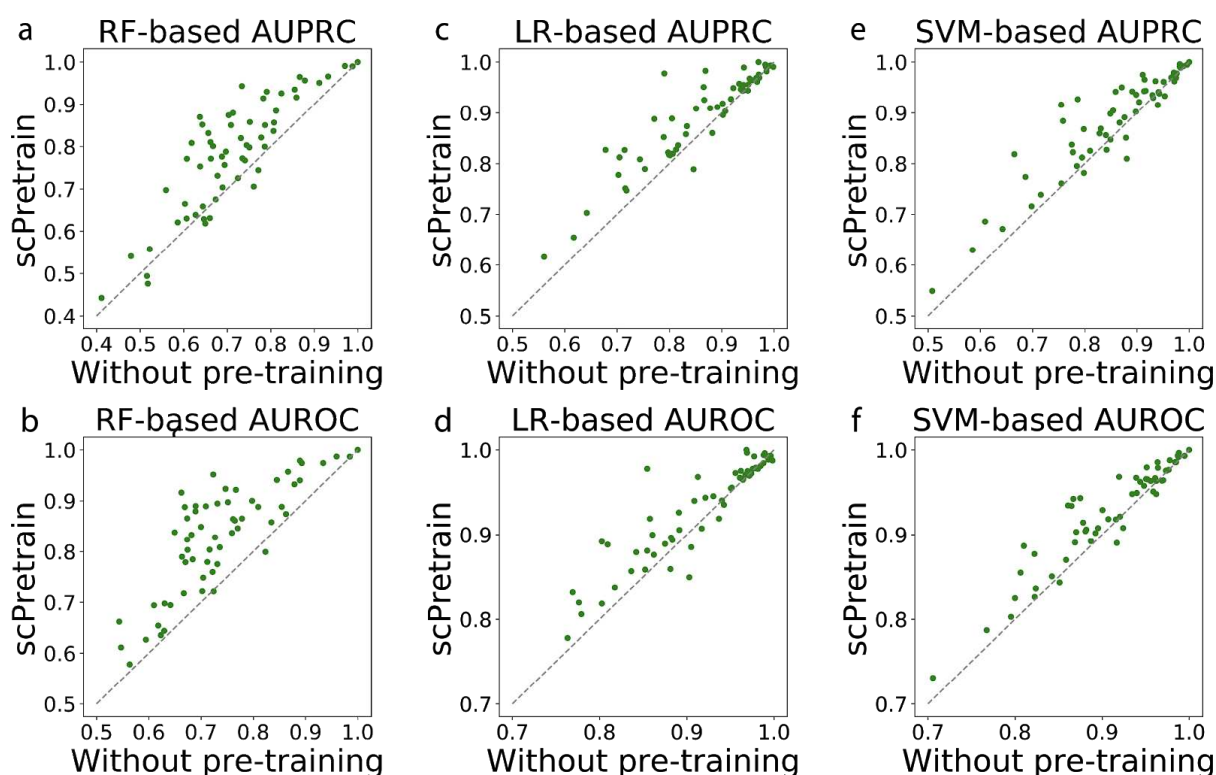 a
RF-based AUPRC
scPretrain
1.0
0.9
0.8
0.7
0.6
0.5
0.4
0.4 0.5 0.6 0.7 0.8 0.9 1.0
Without pre-training
c
LR-based AUPRC
scPretrain
1.0
0.9
0.8
0.7
0.6
0.5
0.5 0.6 0.7 0.8 0.9 1.0
Without pre-training
e
SVM-based AUPRC
scPretrain
1.0
0.9
0.8
0.7
0.6
0.5
0.5 0.6 0.7 0.8 0.9 1.0
Without pre-training
b
RF-based AUROC
scPretrain
1.0
0.9
0.8
0.7
0.6
0.5
0.5 0.6 0.7 0.8 0.9 1.0
Without pre-training
d
LR-based AUROC
scPretrain
1.0
0.9
0.8
0.7
0.7 0.8 0.9 1.0
Without pre-training
f
SVM-based AUROC
scPretrain
1.0
0.9
0.8
0.7
0.7 0.8 0.9 1.0
Without pre-training